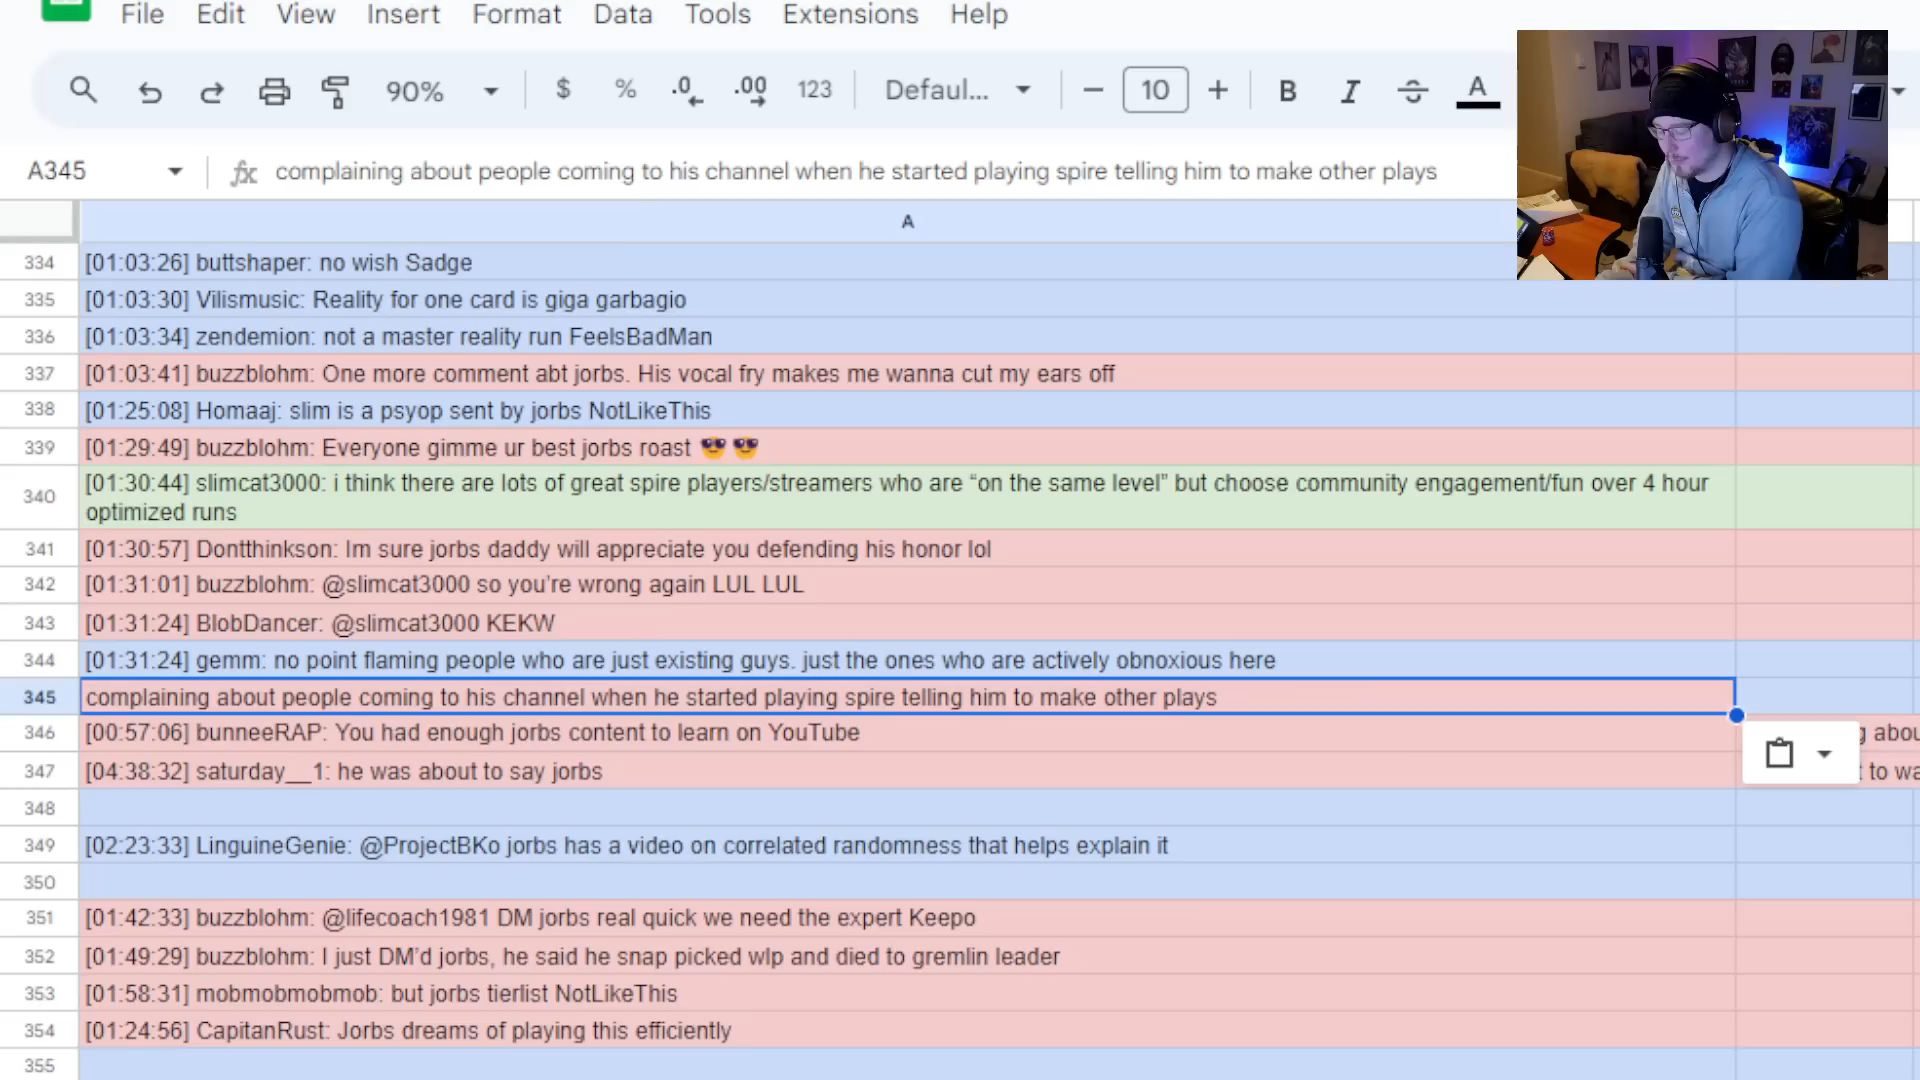 File Edit View Insert Format Data Tools Extensions Help
90% $ % .0 .00 123 Defaul... 10 B I A
A345 fx complaining about people coming to his channel when he started playing spire telling him to make other plays
A
334 [01:03:26] buttshaper: no wish Sadge
335 [01:03:30] Vilismusic: Reality for one card is giga garbagio
336 [01:03:34] zendemion: not a master reality run FeelsBadMan
337 [01:03:41] buzzblohm: One more comment abt jorbs. His vocal fry makes me wanna cut my ears off
338 [01:25:08] Homaaj: slim is a psyop sent by jorbs NotLikeThis
339 [01:29:49] buzzblohm: Everyone gimme ur best jorbs roast 😎 😎
340 [01:30:44] slimcat3000: i think there are lots of great spire players/streamers who are “on the same level” but choose community engagement/fun over 4 hour
optimized runs
341 [01:30:57] Dontthinkson: Im sure jorbs daddy will appreciate you defending his honor lol
342 [01:31:01] buzzblohm: @slimcat3000 so you’re wrong again LUL LUL
343 [01:31:24] BlobDancer: @slimcat3000 KEKW
344 [01:31:24] gemm: no point flaming people who are just existing guys. just the ones who are actively obnoxious here
345 complaining about people coming to his channel when he started playing spire telling him to make other plays
346 [00:57:06] bunneeRAP: You had enough jorbs content to learn on YouTube
347 [04:38:32] saturday__1: he was about to say jorbs to
348
349 [02:23:33] LinguineGenie: @ProjectBKo jorbs has a video on correlated randomness that helps explain it
350
351 [01:42:33] buzzblohm: @lifecoach1981 DM jorbs real quick we need the expert Keepo
352 [01:49:29] buzzblohm: I just DM’d jorbs, he said he snap picked wlp and died to gremlin leader
353 [01:58:31] mobmobmobmob: but jorbs tierlist NotLikeThis
354 [01:24:56] CapitanRust: Jorbs dreams of playing this efficiently
355